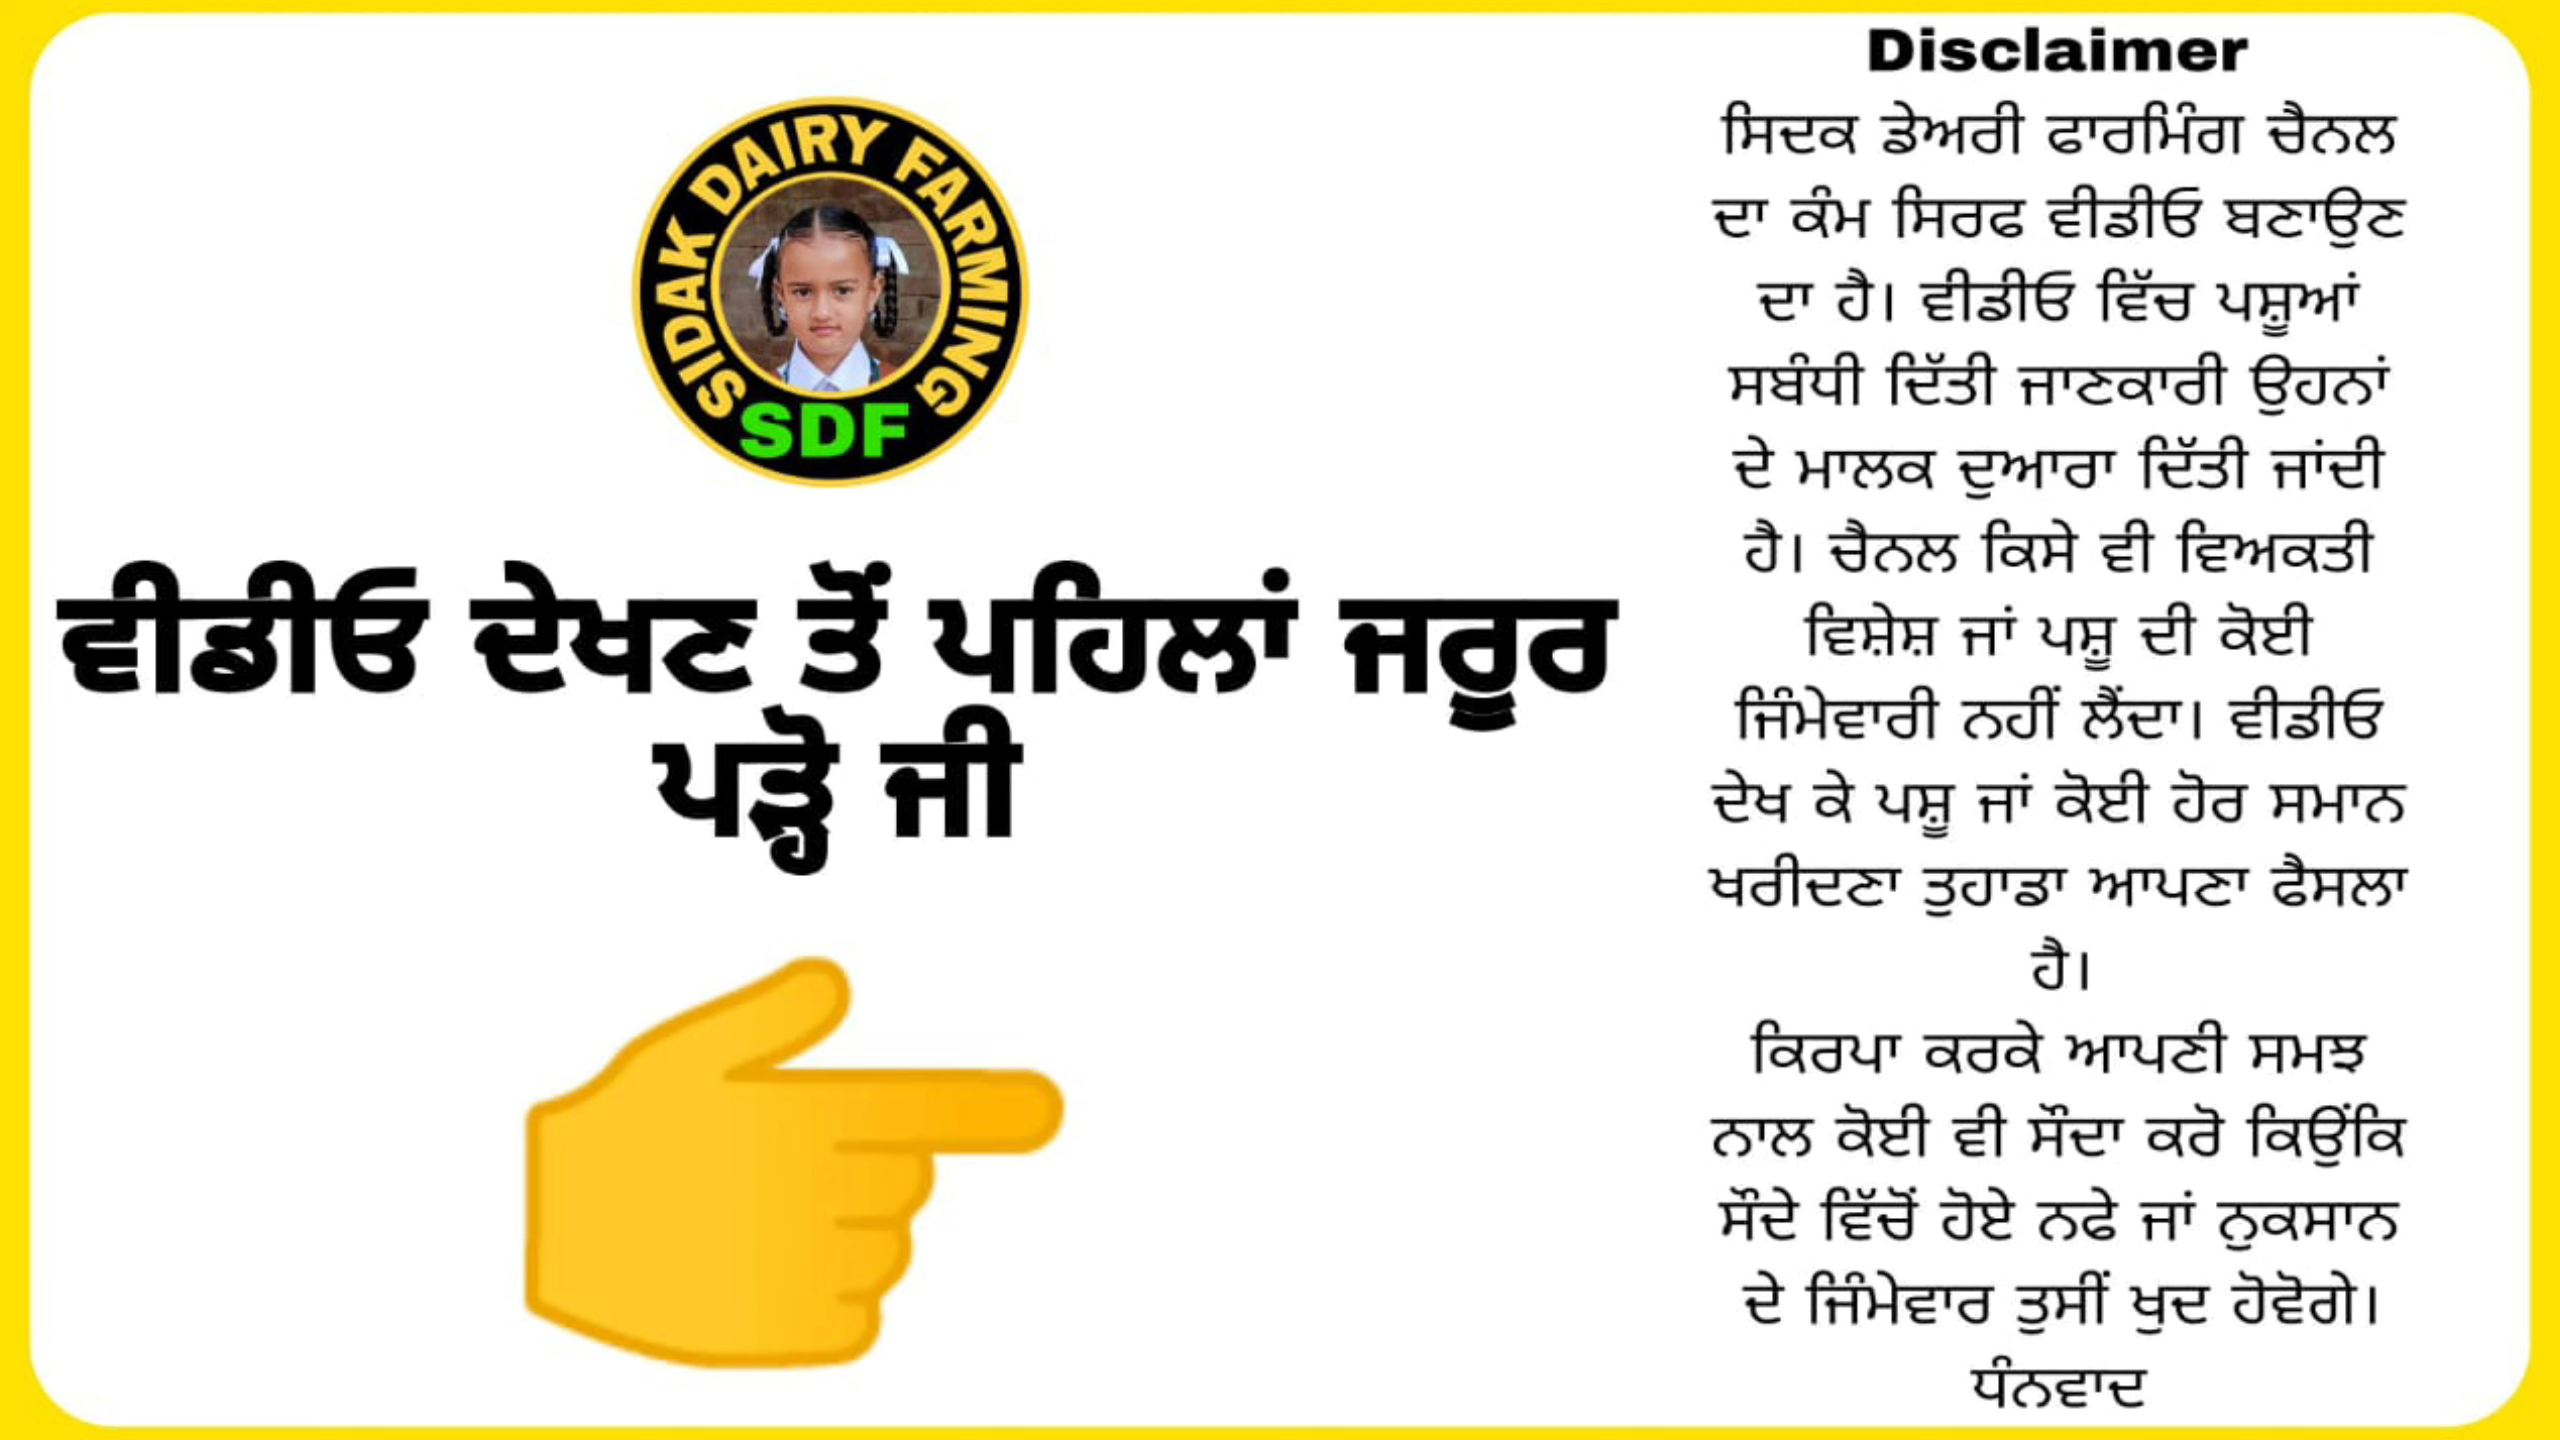 SIDAK DAIRY FARMING
SDF
ਵੀਡੀਓ ਦੇਖਣ ਤੋਂ ਪਹਿਲਾਂ ਜਰੂਰ
ਪੜ੍ਹੋ ਜੀ
Disclaimer
ਸਿਦਕ ਡੇਅਰੀ ਫਾਰਮਿੰਗ ਚੈਨਲ
ਦਾ ਕੰਮ ਸਿਰਫ ਵੀਡੀਓ ਬਣਾਉਣ
ਦਾ ਹੈ। ਵੀਡੀਓ ਵਿੱਚ ਪਸ਼ੂਆਂ
ਸਬੰਧੀ ਦਿੱਤੀ ਜਾਣਕਾਰੀ ਉਹਨਾਂ
ਦੇ ਮਾਲਕ ਦੁਆਰਾ ਦਿੱਤੀ ਜਾਂਦੀ
ਹੈ। ਚੈਨਲ ਕਿਸੇ ਵੀ ਵਿਅਕਤੀ
ਵਿਸ਼ੇਸ਼ ਜਾਂ ਪਸ਼ੂ ਦੀ ਕੋਈ
ਜਿੰਮੇਵਾਰੀ ਨਹੀਂ ਲੈਂਦਾ। ਵੀਡੀਓ
ਦੇਖ ਕੇ ਪਸ਼ੂ ਜਾਂ ਕੋਈ ਹੋਰ ਸਮਾਨ
ਖਰੀਦਣਾ ਤੁਹਾਡਾ ਆਪਣਾ ਫੈਸਲਾ
ਹੈ।
ਕਿਰਪਾ ਕਰਕੇ ਆਪਣੀ ਸਮਝ
ਨਾਲ ਕੋਈ ਵੀ ਸੌਦਾ ਕਰੋ ਕਿਉਂਕਿ
ਸੌਦੇ ਵਿੱਚੋਂ ਹੋਏ ਨਫੇ ਜਾਂ ਨੁਕਸਾਨ
ਦੇ ਜਿੰਮੇਵਾਰ ਤੁਸੀਂ ਖੁਦ ਹੋਵੋਗੇ।
ਧੰਨਵਾਦ